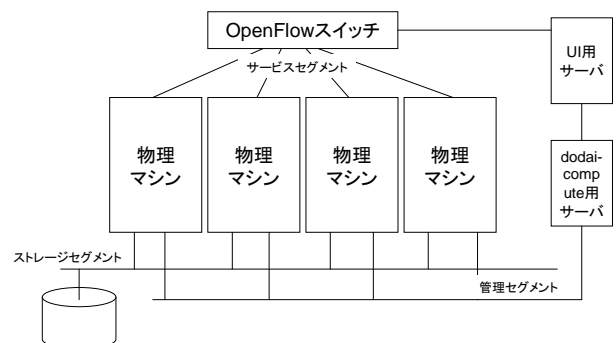 OpenFlowスイッチ
サービスセグメント
UI用
サーバ
物理
マシン
物理
マシン
物理
マシン
物理
マシン
dodai-
comp
ute用
サーバ
ストレージセグメント
管理セグメント